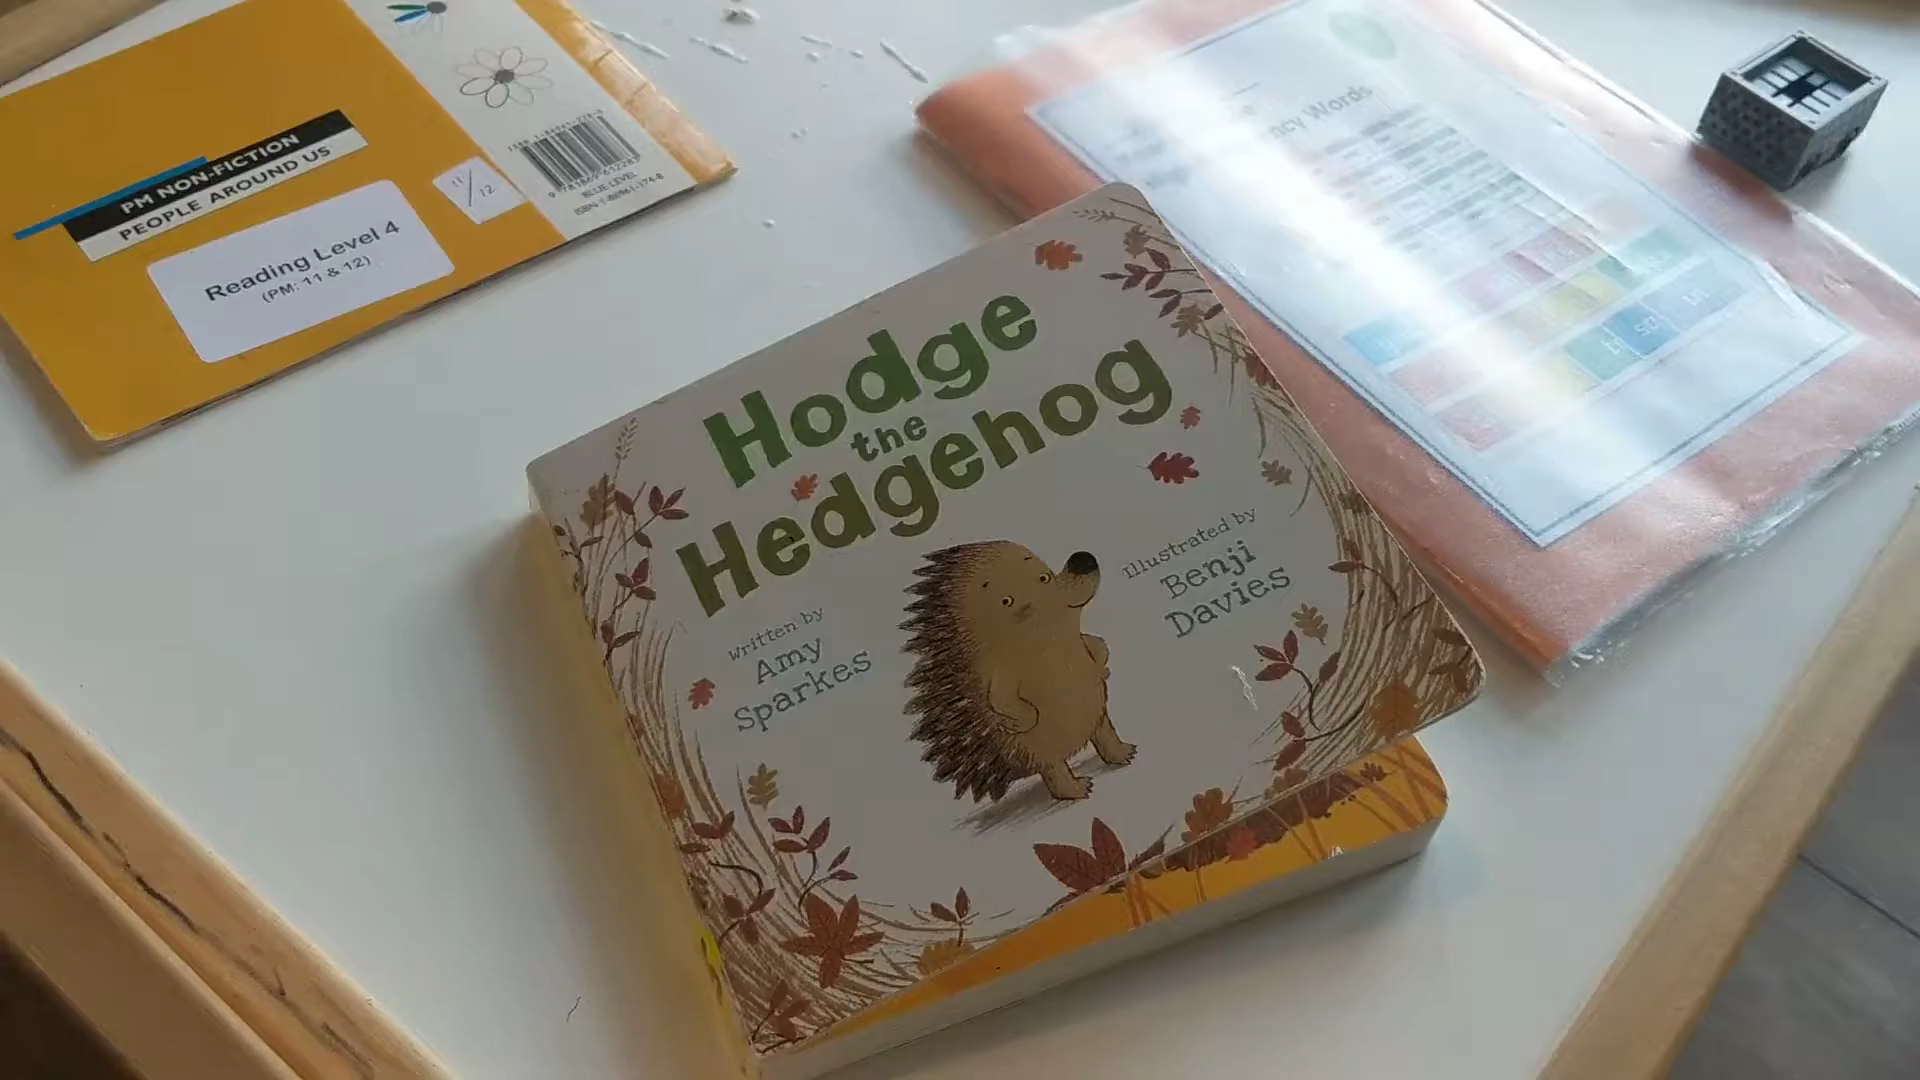 PM NON-FICTION
PEOPLE AROUND US
Reading Level 4
(PM: 11 & 12)
11/12
BLUE LEVEL
Words
Hodge
the
Hedgehog
Written by
Amy
Sparkes
Illustrated by
Benji
Davies